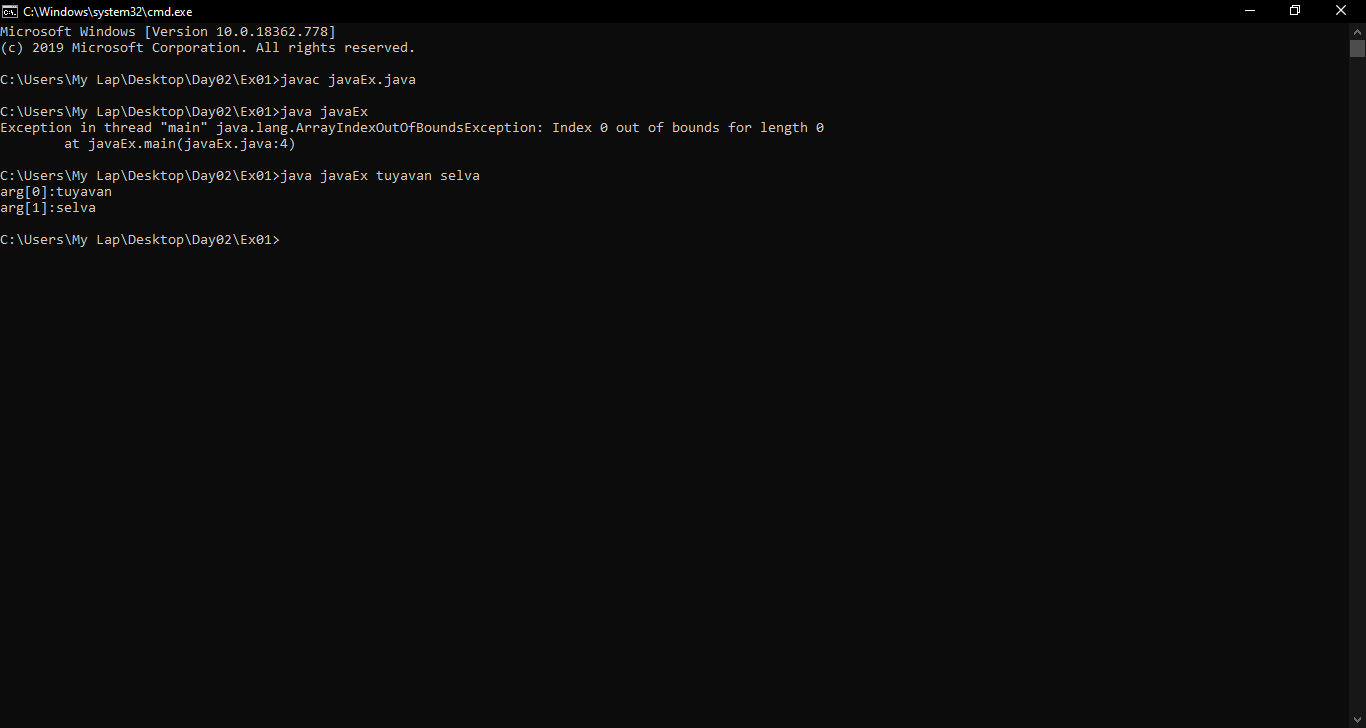 C:\Windows\system32\cmd.exe
Microsoft Windows [Version 10.0.18362.778]
(c) 2019 Microsoft Corporation. All rights reserved.
C:\Users\My Lap\Desktop\Day02\Ex01>javac javaEx.java
C:\Users\My Lap\Desktop\Day02\Ex01>java javaEx
Exception in thread "main" java.lang.ArrayIndexOutOfBoundsException: Index 0 out of bounds for length 0
        at javaEx.main(javaEx.java:4)
C:\Users\My Lap\Desktop\Day02\Ex01>java javaEx tuyavan selva
arg[0]:tuyavan
arg[1]:selva
C:\Users\My Lap\Desktop\Day02\Ex01>